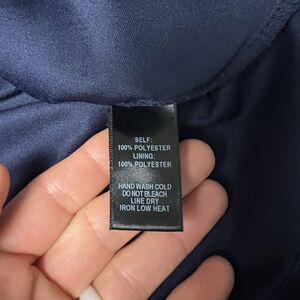 SELF:
100% POLYESTER
LINING:
100% POLYESTER
HAND WASH COLD
DO NOT BLEACH
LINE DRY
IRON LOW HEAT